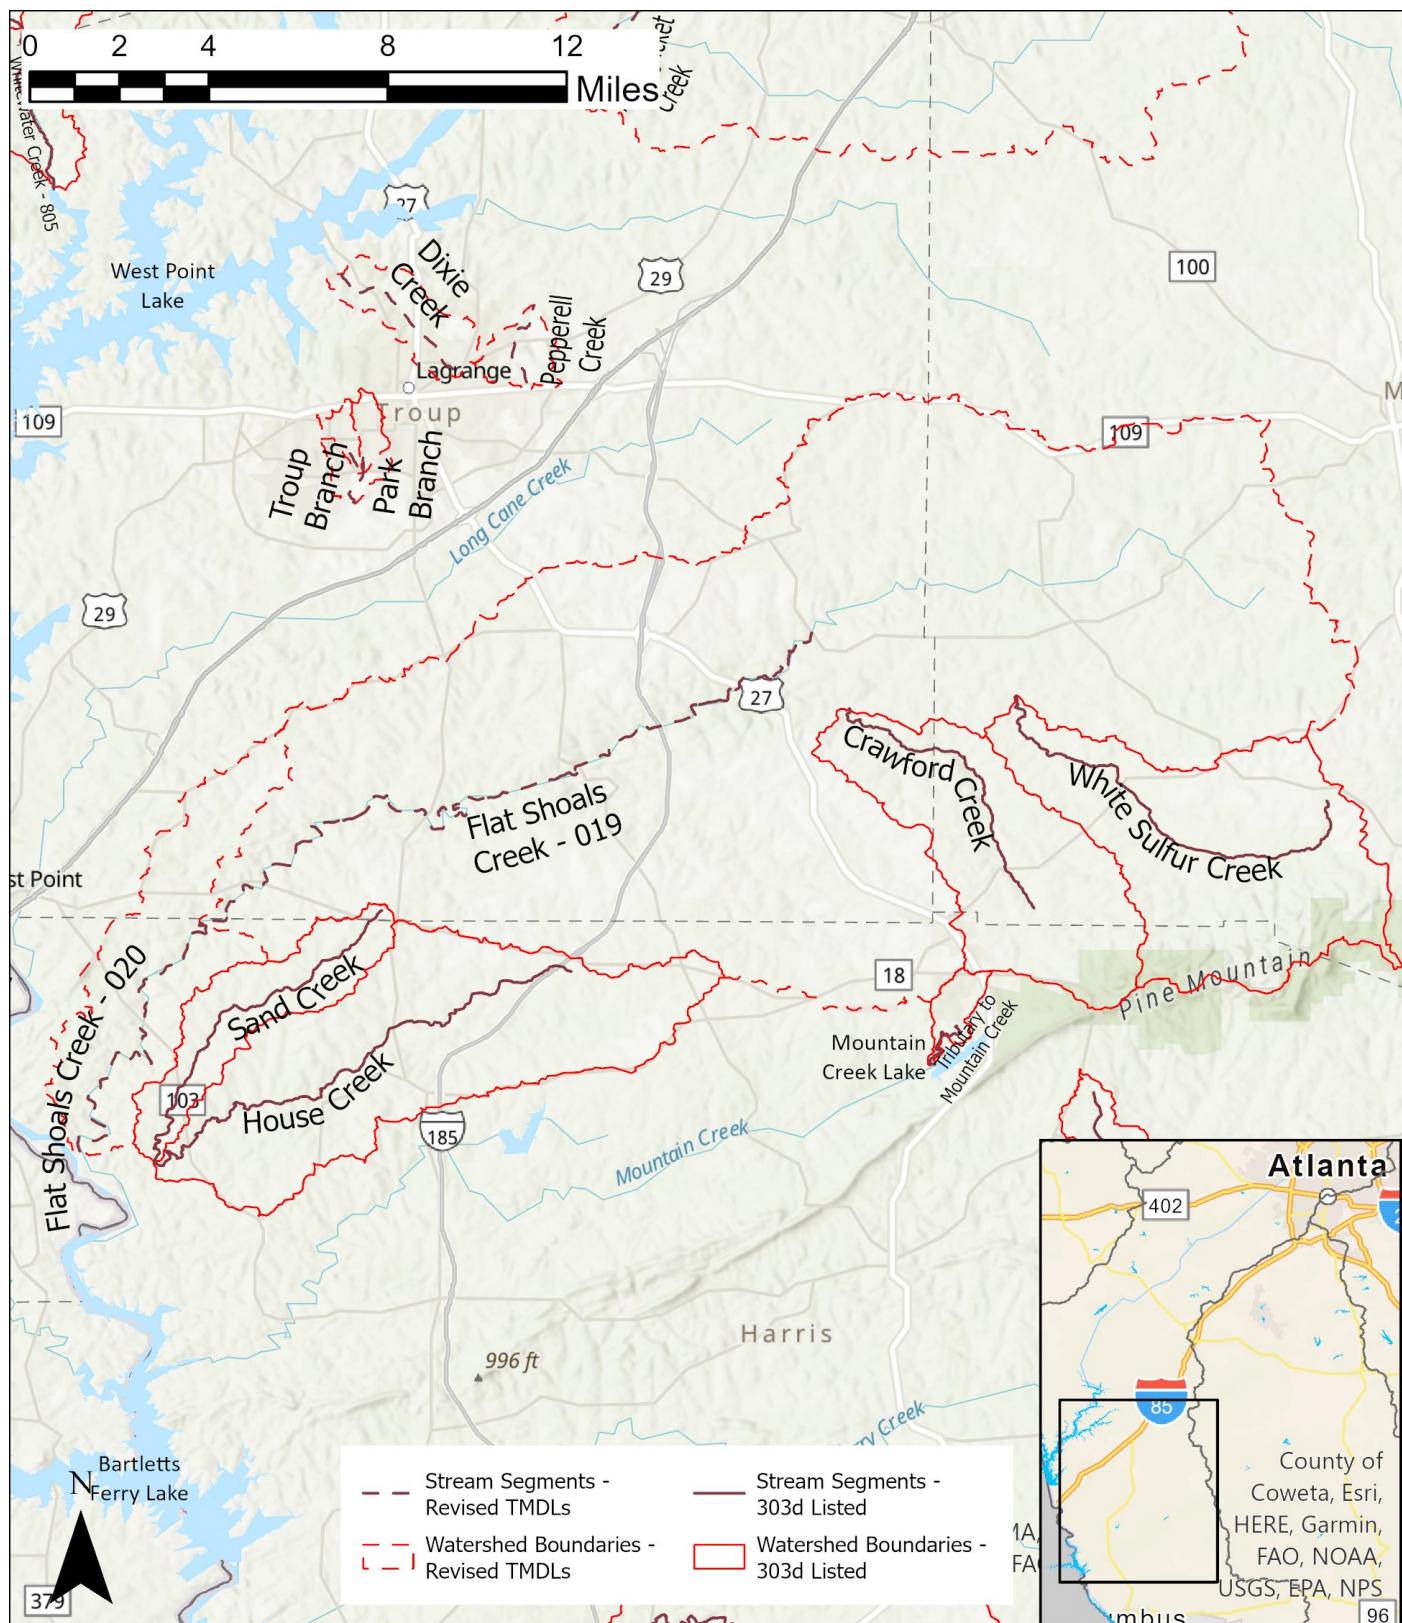 0 2 4 8 12
Miles
Creek
Whitewater Creek - 805
27
West Point
Lake
Dixie
Creek
29
100
Pepperell
Creek
Lagrange
Troup
109
109
Troup
Branch
Park
Branch
Long Cane Creek
29
27
Crawford Creek
White Sulfur Creek
Flat Shoals
Creek - 019
st Point
Flat Shoals Creek - 020
Sand Creek
18
Pine Mountain
Mountain
Creek Lake
Tributary to
Mountain Creek
103
House Creek
185
Mountain Creek
Harris
996 ft
Creek
Bartletts
Ferry Lake
N
379
Stream Segments -
Revised TMDLs
Stream Segments -
303d Listed
Watershed Boundaries -
Revised TMDLs
Watershed Boundaries -
303d Listed
Atlanta
402
85
County of
Coweta, Esri,
HERE, Garmin,
FAO, NOAA,
USGS, EPA, NPS
mbus
96